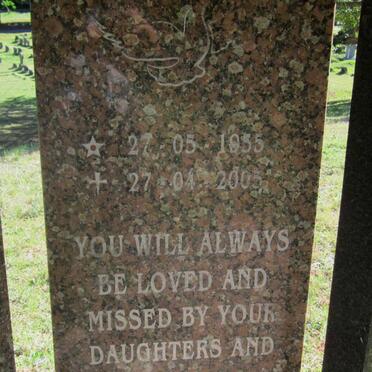 27 - 05 - 1955
27 - 04 - 2005
YOU WILL ALWAYS
BE LOVED AND
MISSED BY YOUR
DAUGHTERS AND